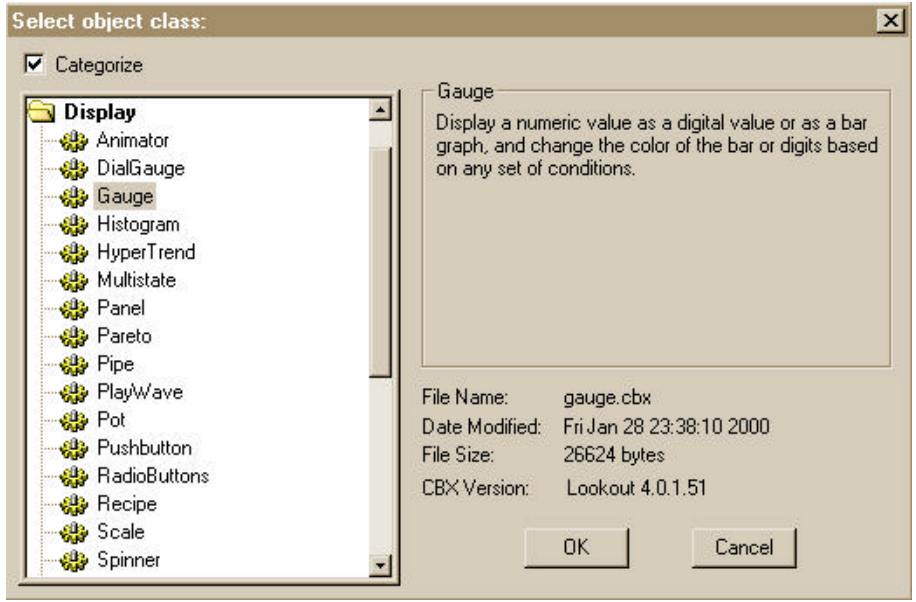 Select object class:
Categorize
Display
Animator
DialGauge
Gauge
Histogram
HyperTrend
Multistate
Panel
Pareto
Pipe
PlayWave
Pot
Pushbutton
RadioButtons
Recipe
Scale
Spinner
Gauge
Display a numeric value as a digital value or as a bar
graph, and change the color of the bar or digits based
on any set of conditions.
File Name: gauge.cbx
Date Modified: Fri Jan 28 23:38:10 2000
File Size: 26624 bytes
CBX Version: Lookout 4.0.1.51
OK Cancel